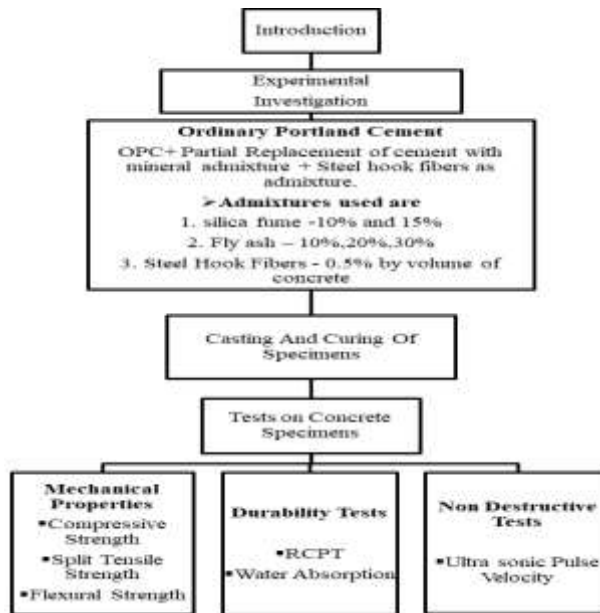 Introduction
Experimental
Investigation
Ordinary Portland Cement
OPC+ Partial Replacement of cement with
mineral admixture + Steel hook fibers as
admixture.
➢Admixtures used are
1. silica fume -10% and 15%
2. Fly ash – 10%,20%,30%
3. Steel Hook Fibers - 0.5% by volume of
concrete
Casting And Curing Of
Specimens
Tests on Concrete
Specimens
Mechanical
Properties
▪Compressive
Strength
▪Split Tensile
Strength
▪Flexural Strength
Durability Tests
▪RCPT
▪Water Absorption
Non Destructive
Tests
▪Ultra sonic Pulse
Velocity